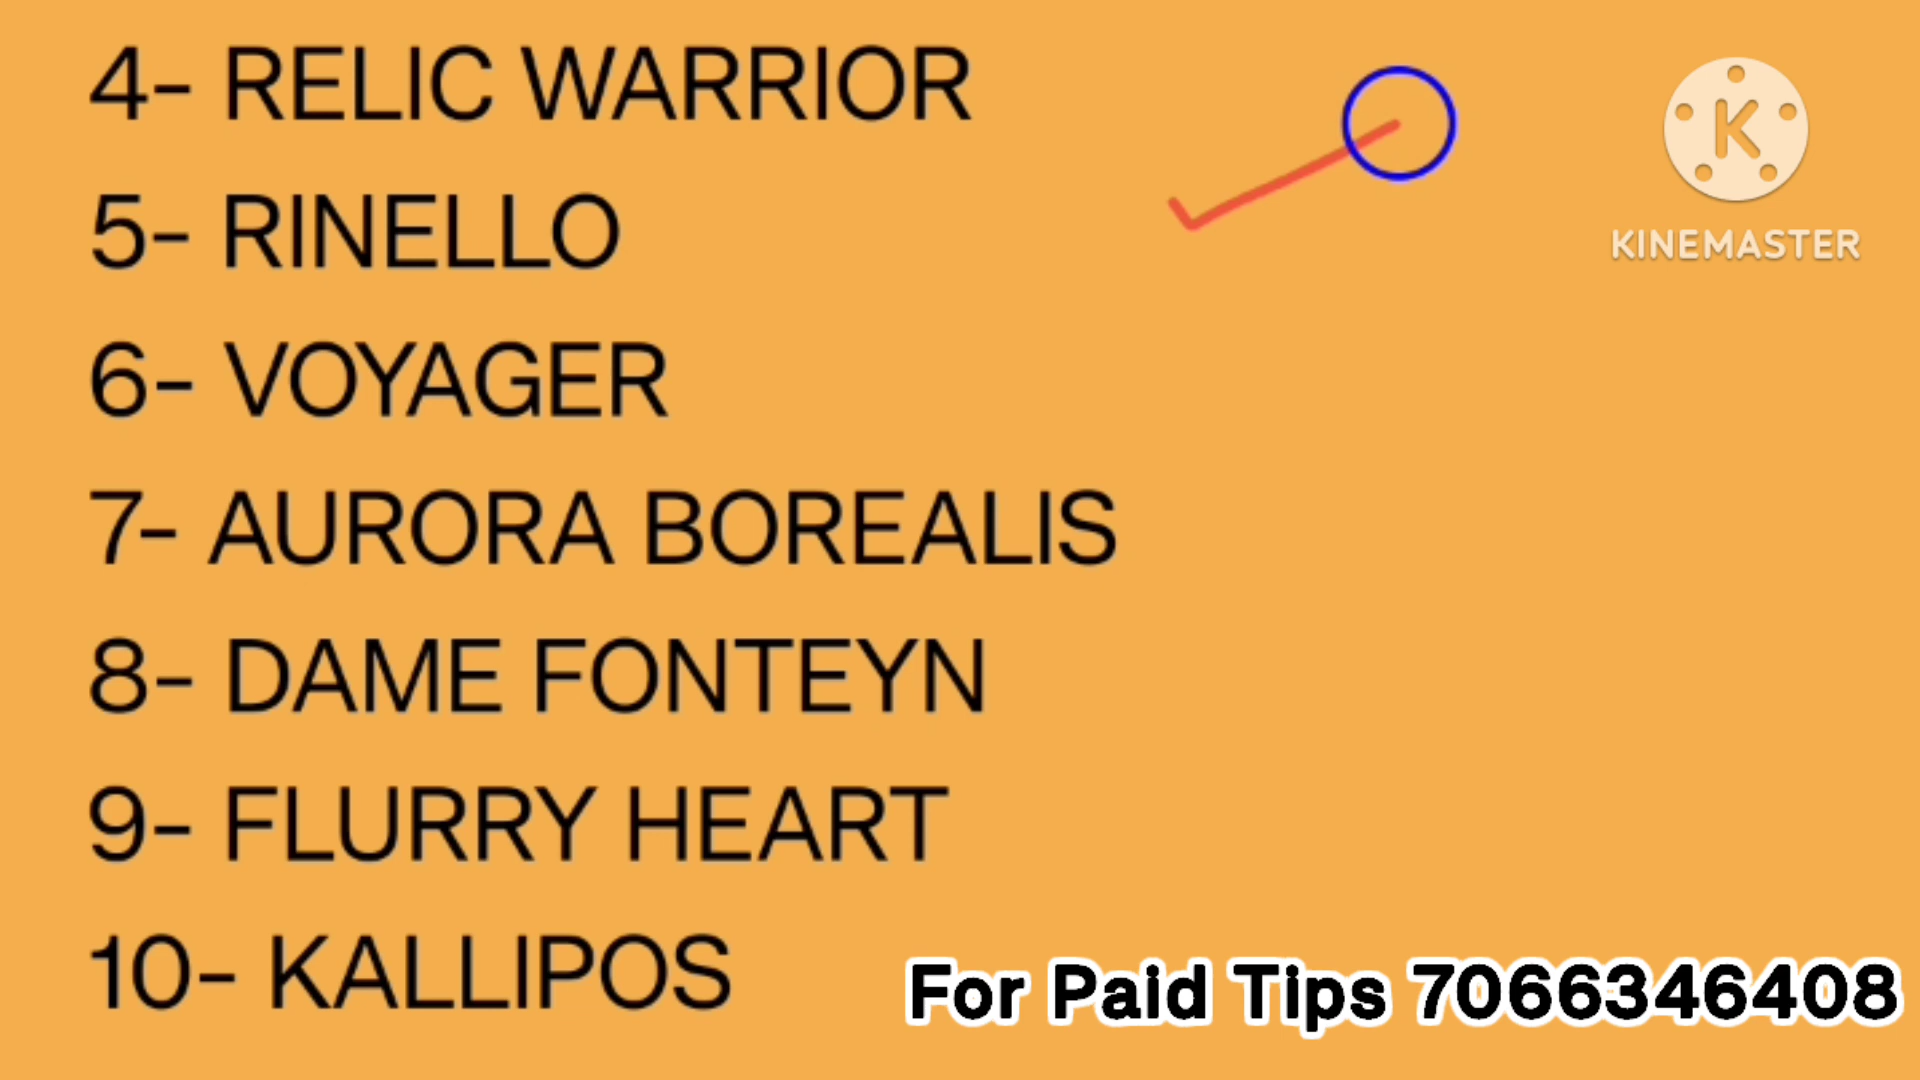 4- RELIC WARRIOR
5- RINELLO
6- VOYAGER
7- AURORA BOREALIS
8- DAME FONTEYN
9- FLURRY HEART
10- KALLIPOS
K
KINEMASTER
For Paid Tips 7066346408